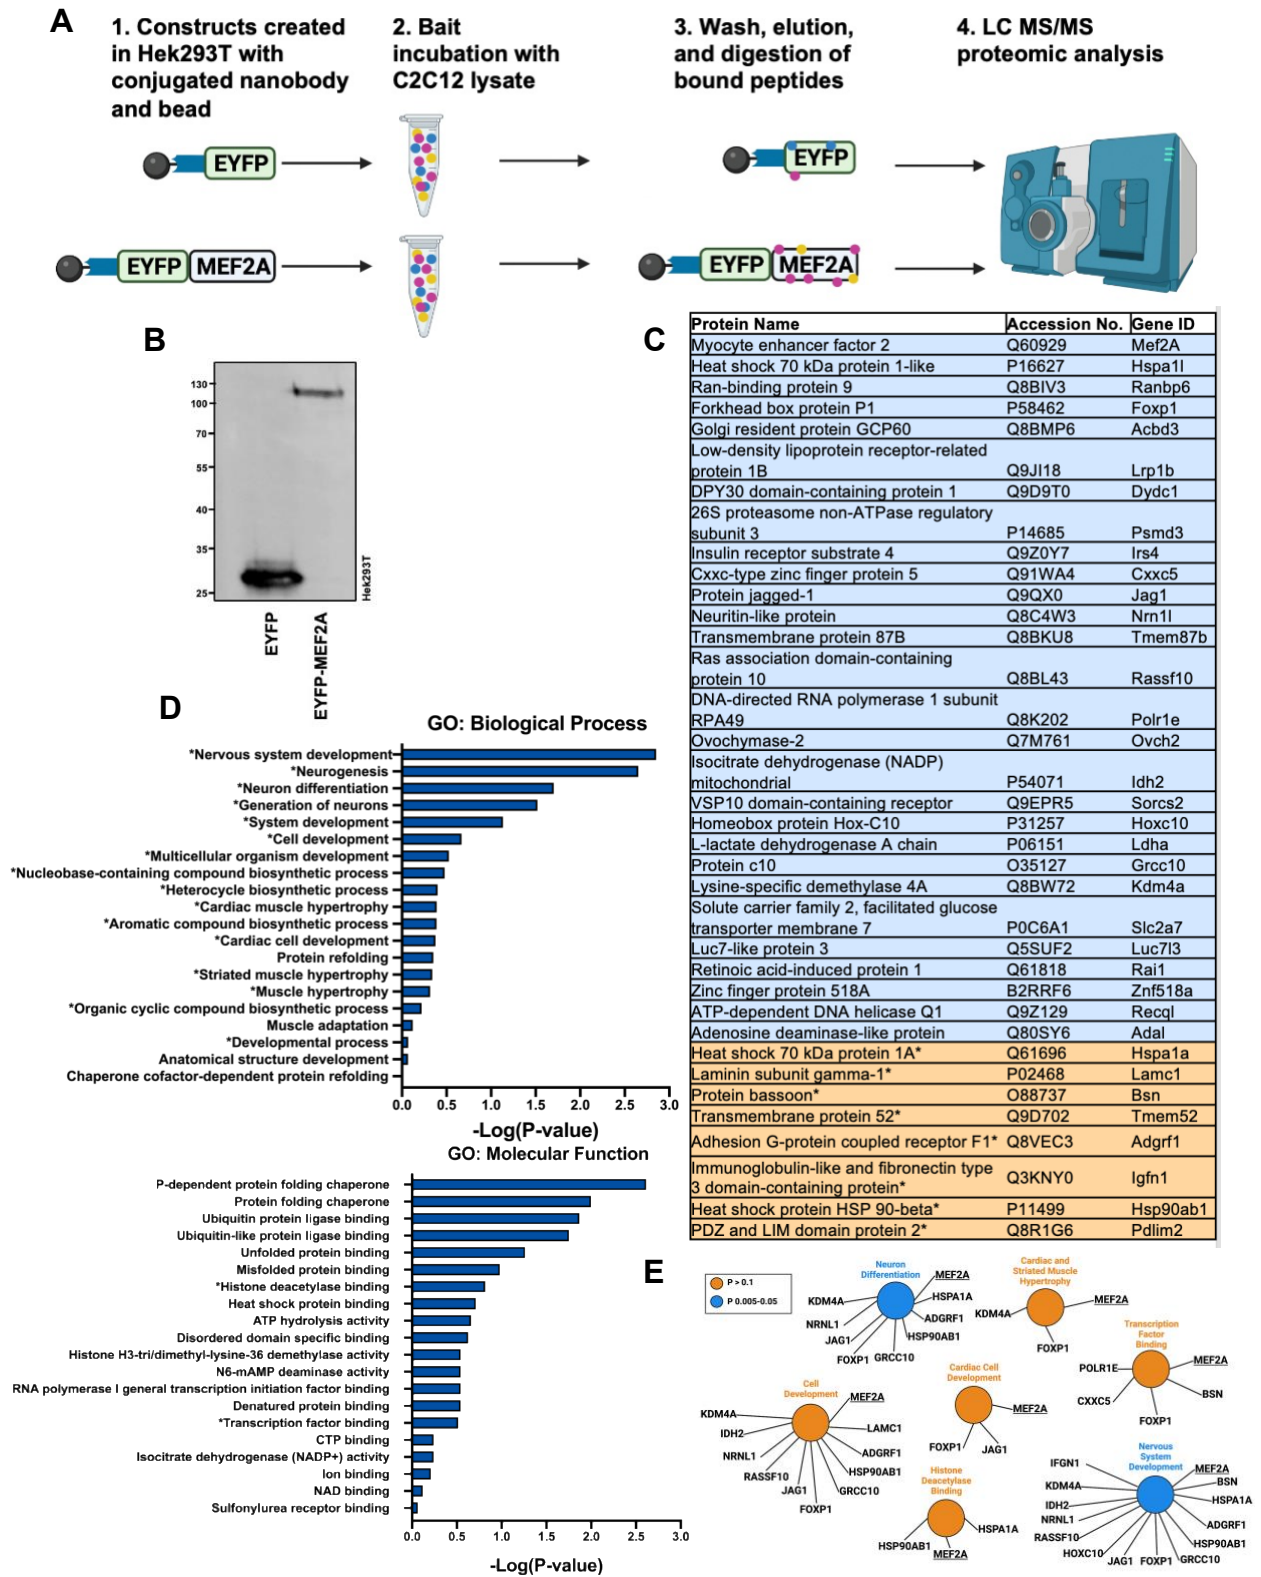 A
1. Constructs created
in Hek293T with
conjugated nanobody
and bead
2. Bait
incubation with
C2C12 lysate
3. Wash, elution,
and digestion of
bound peptides
4. LC MS/MS
proteomic analysis
EYFP
EYFP
EYFP MEF2A
EYFP MEF2A
B
130
100
70
55
40
35
25
Hek293T
EYFP
EYFP-MEF2A
C
Protein Name Accession No. Gene ID
Myocyte enhancer factor 2 Q60929 Mef2A
Heat shock 70 kDa protein 1-like P16627 Hspa1l
Ran-binding protein 9 Q8BIV3 Ranbp6
Forkhead box protein P1 P58462 Foxp1
Golgi resident protein GCP60 Q8BMP6 Acbd3
Low-density lipoprotein receptor-related
protein 1B Q9JI18 Lrp1b
DPY30 domain-containing protein 1 Q9D9T0 Dydc1
26S proteasome non-ATPase regulatory
subunit 3 P14685 Psmd3
Insulin receptor substrate 4 Q9Z0Y7 Irs4
Cxxc-type zinc finger protein 5 Q91WA4 Cxxc5
Protein jagged-1 Q9QX0 Jag1
Neuritin-like protein Q8C4W3 Nrn1l
Transmembrane protein 87B Q8BKU8 Tmem87b
Ras association domain-containing
protein 10 Q8BL43 Rassf10
DNA-directed RNA polymerase 1 subunit
RPA49 Q8K202 Polr1e
Ovochymase-2 Q7M761 Ovch2
Isocitrate dehydrogenase (NADP)
mitochondrial P54071 Idh2
VSP10 domain-containing receptor Q9EPR5 Sorcs2
Homeobox protein Hox-C10 P31257 Hoxc10
L-lactate dehydrogenase A chain P06151 Ldha
Protein c10 O35127 Grcc10
Lysine-specific demethylase 4A Q8BW72 Kdm4a
Solute carrier family 2, facilitated glucose
transporter membrane 7 P0C6A1 Slc2a7
Luc7-like protein 3 Q5SUF2 Luc7l3
Retinoic acid-induced protein 1 Q61818 Rai1
Zinc finger protein 518A B2RRF6 Znf518a
ATP-dependent DNA helicase Q1 Q9Z129 Recql
Adenosine deaminase-like protein Q80SY6 Adal
Heat shock 70 kDa protein 1A* Q61696 Hspa1a
Laminin subunit gamma-1* P02468 Lamc1
Protein bassoon* O88737 Bsn
Transmembrane protein 52* Q9D702 Tmem52
Adhesion G-protein coupled receptor F1* Q8VEC3 Adgrf1
Immunoglobulin-like and fibronectin type
3 domain-containing protein* Q3KNY0 Igfn1
Heat shock protein HSP 90-beta* P11499 Hsp90ab1
PDZ and LIM domain protein 2* Q8R1G6 Pdlim2
D
GO: Biological Process
*Nervous system development
*Neurogenesis
*Neuron differentiation
*Generation of neurons
*System development
*Cell development
*Multicellular organism development
*Nucleobase-containing compound biosynthetic process
*Heterocycle biosynthetic process
*Cardiac muscle hypertrophy
*Aromatic compound biosynthetic process
*Cardiac cell development
Protein refolding
*Striated muscle hypertrophy
*Muscle hypertrophy
*Organic cyclic compound biosynthetic process
Muscle adaptation
*Developmental process
Anatomical structure development
Chaperone cofactor-dependent protein refolding
0.0 0.5 1.0 1.5 2.0 2.5 3.0
-Log(P-value)
GO: Molecular Function
P-dependent protein folding chaperone
Protein folding chaperone
Ubiquitin protein ligase binding
Ubiquitin-like protein ligase binding
Unfolded protein binding
Misfolded protein binding
*Histone deacetylase binding
Heat shock protein binding
ATP hydrolysis activity
Disordered domain specific binding
Histone H3-tri/dimethyl-lysine-36 demethylase activity
N6-mAMP deaminase activity
RNA polymerase I general transcription initiation factor binding
Denatured protein binding
*Transcription factor binding
CTP binding
Isocitrate dehydrogenase (NADP+) activity
Ion binding
NAD binding
Sulfonylurea receptor binding
0.0 0.5 1.0 1.5 2.0 2.5 3.0
-Log(P-value)
E
P > 0.1
P 0.005-0.05
Neuron
Differentiation
MEF2A
HSPA1A
ADGRF1
HSP90AB1
GRCC10
FOXP1
JAG1
NRNL1
KDM4A
Cardiac and
Striated Muscle
Hypertrophy
KDM4A
MEF2A
FOXP1
Transcription
Factor
Binding
POLR1E
MEF2A
CXXC5
BSN
FOXP1
Cell
Development
MEF2A
KDM4A
LAMC1
IDH2
ADGRF1
NRNL1
HSP90AB1
RASSF10
GRCC10
JAG1
FOXP1
Cardiac Cell
Development
MEF2A
FOXP1
JAG1
Histone
Deacetylase
Binding
HSPA1A
HSP90AB1
MEF2A
Nervous
System
Development
IFGN1
MEF2A
KDM4A
BSN
IDH2
HSPA1A
NRNL1
ADGRF1
RASSF10
HSP90AB1
HOXC10
JAG1
FOXP1
GRCC10